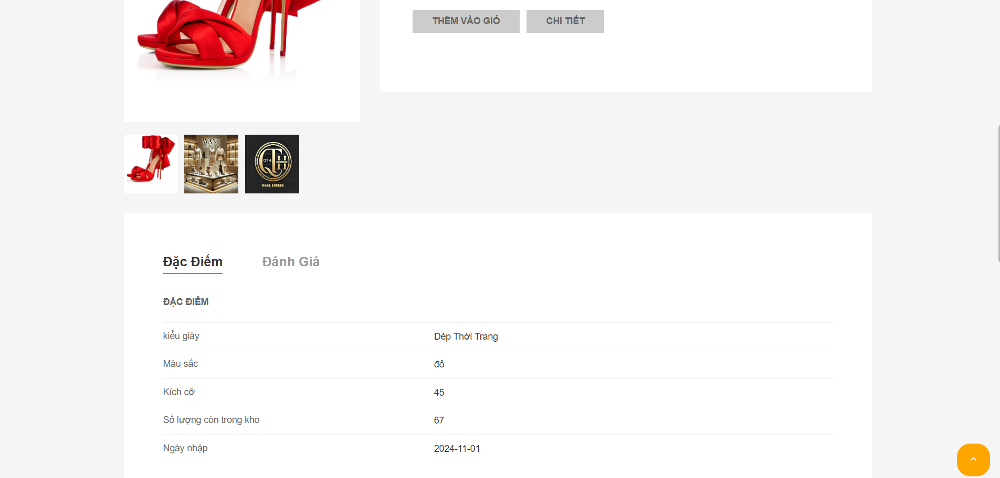 THÊM VÀO GIỎ
CHI TIẾT
WANG
QTH
WANG LUXURY
Đặc Điểm
Đánh Giá
ĐẶC ĐIỂM
kiểu giày
Dép Thời Trang
Màu sắc
đỏ
Kích cỡ
45
Số lượng còn trong kho
67
Ngày nhập
2024-11-01